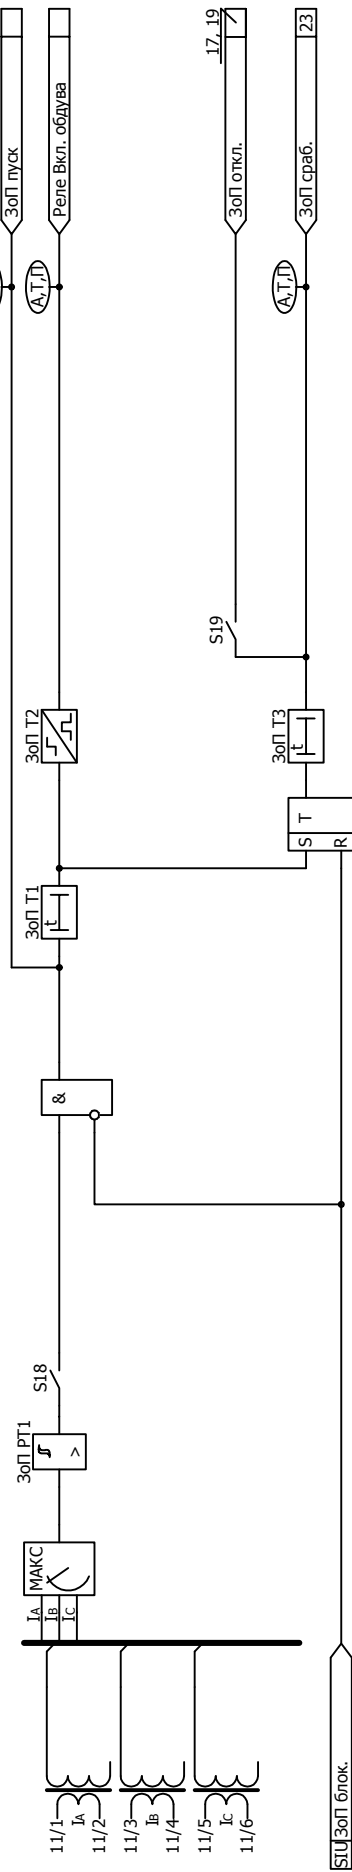 ЗоП пуск
Реле Вкл. обдува
А,Т,П
17, 19
ЗоП откл.
23
ЗоП сраб.
А,Т,П
S19
ЗоП Т2
ЗоП Т3
t
ЗоП Т1
t
S T
R
&
S18
ЗоП РТ1
>
МАКС
IA
IB
IC
11/1
IA
11/2
11/3
IB
11/4
11/5
IC
11/6
SIU ЗоП блок.